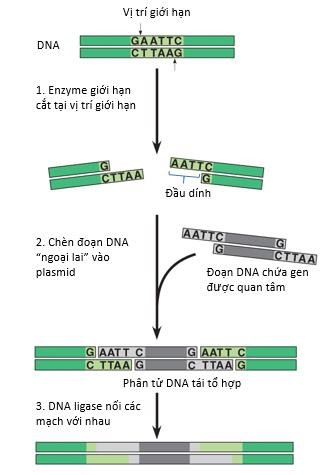 Vị trí giới hạn
DNA
GAATTC
CTTAAG
1. Enzyme giới hạn
cắt tại vị trí giới hạn
G
CTTAA
AATTC
G
Đầu dính
2. Chèn đoạn DNA
“ngoại lai” vào
plasmid
AATTC G
G CTTAA
Đoạn DNA chứa gen
được quan tâm
G AATT C G AATT C
C TTAA G C TTAA G
Phân tử DNA tái tổ hợp
3. DNA ligase nối các
mạch với nhau